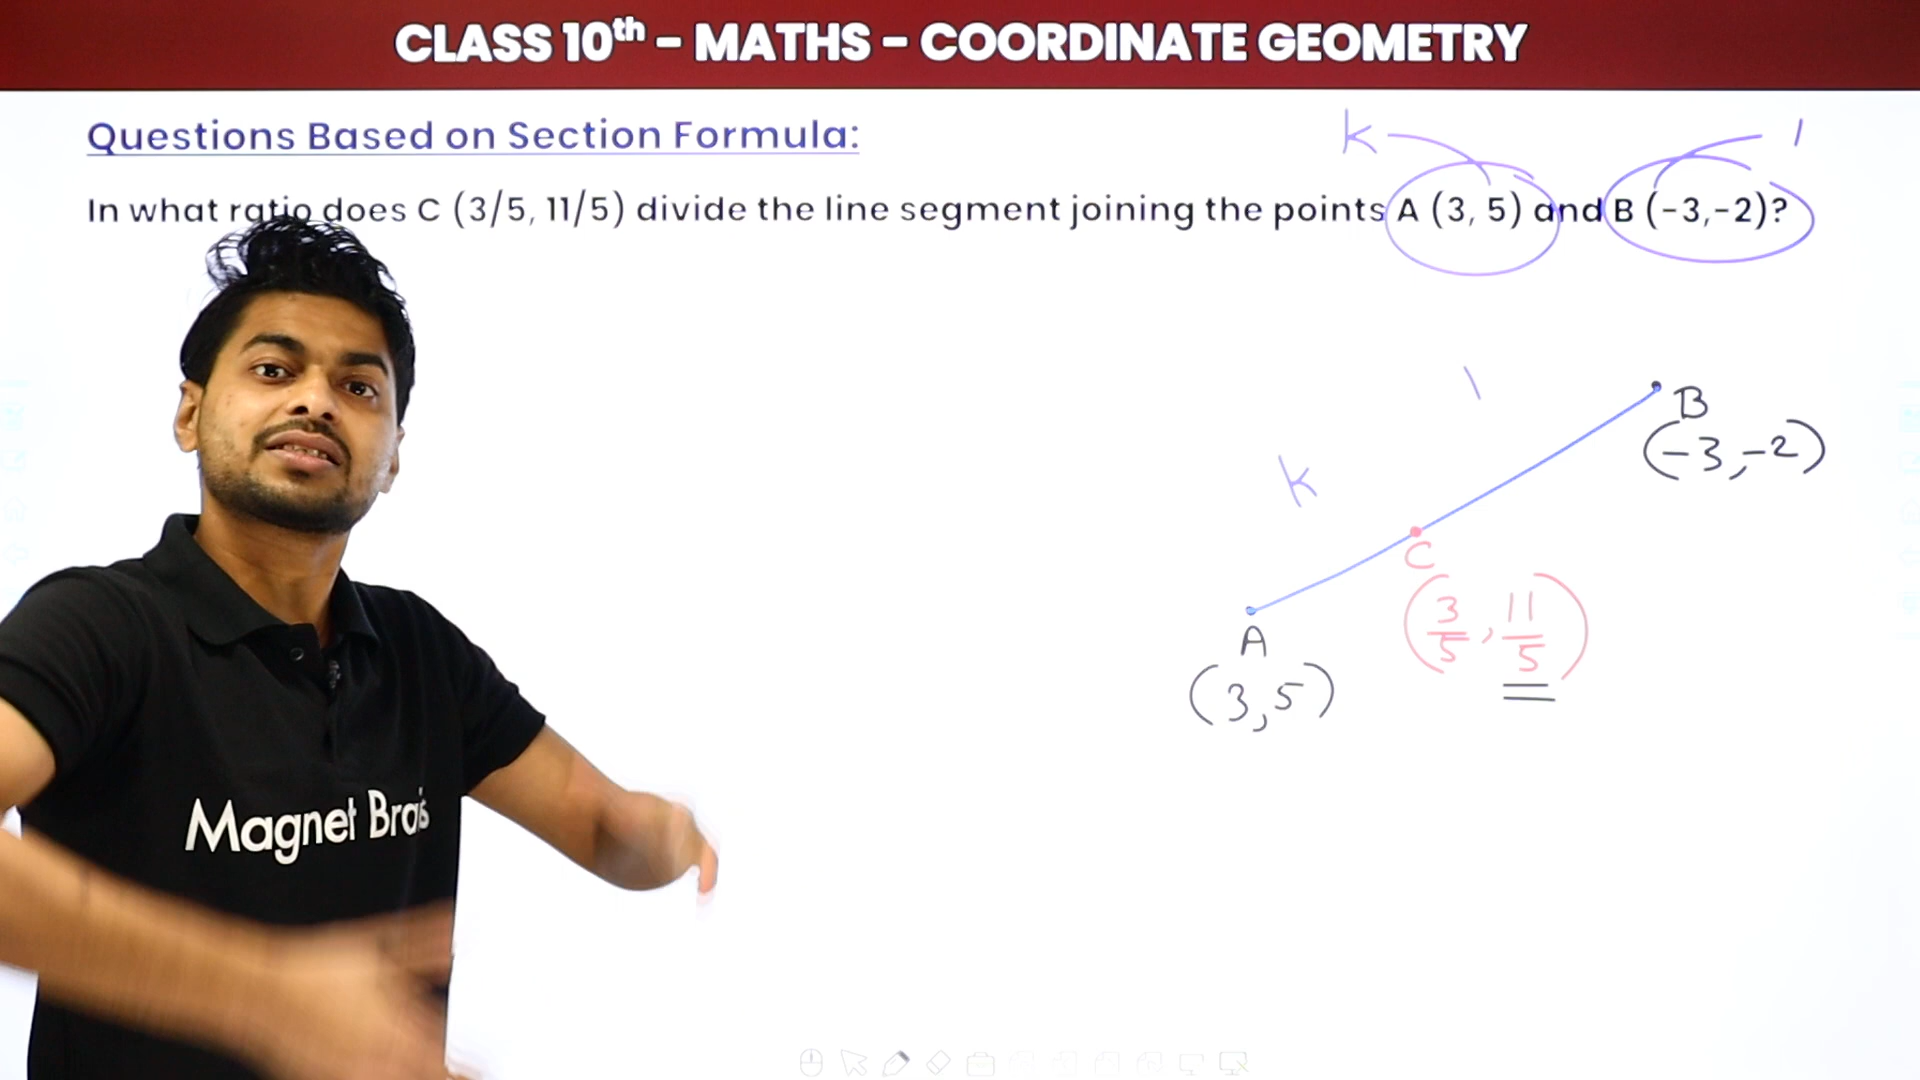 CLASS 10th - MATHS - COORDINATE GEOMETRY
Questions Based on Section Formula:
k
1
In what ratio does C (3/5, 11/5) divide the line segment joining the points A (3, 5) and B (-3,-2)?
1
B
(-3,-2)
k
C
(3/5, 11/5)
A
(3,5)
Magnet